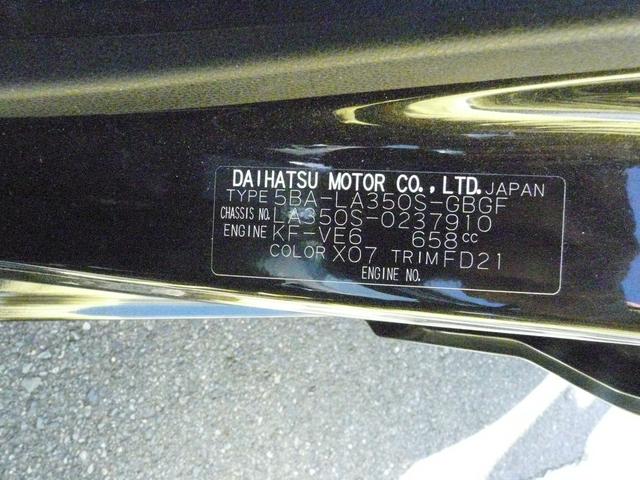 DAIHATSU MOTOR CO., LTD. JAPAN
TYPE 5BA-LA350S-GBGF
CHASSIS NO. LA350S-0237910
ENGINE KF-VE6 658cc
COLOR X07 TRIM FD21
ENGINE NO.